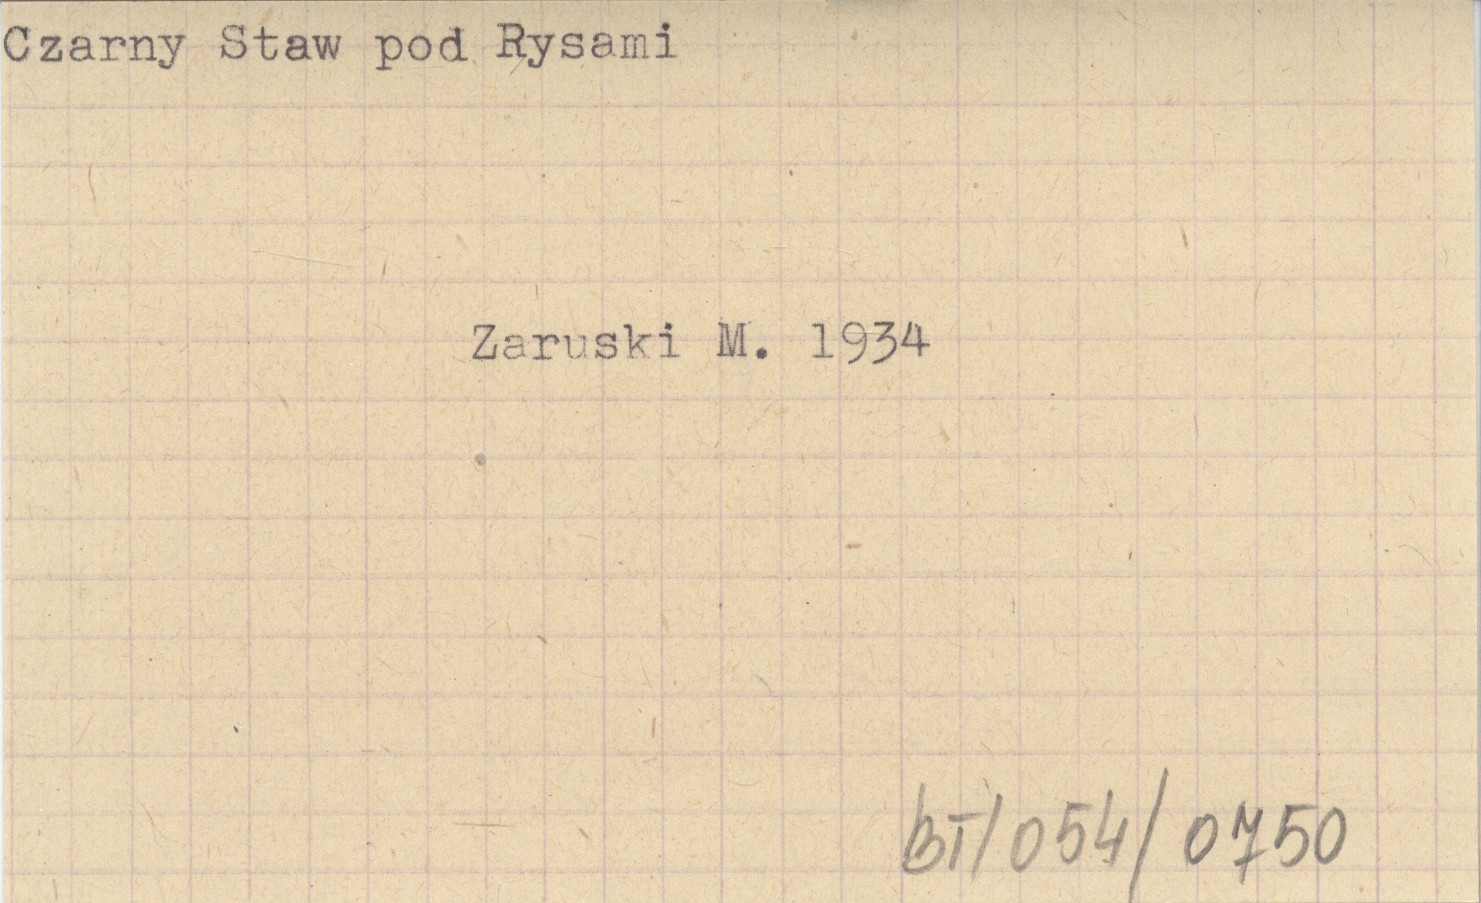 Czarny Staw pod Rysami
Zaruski M. 1934
BT/054/0750